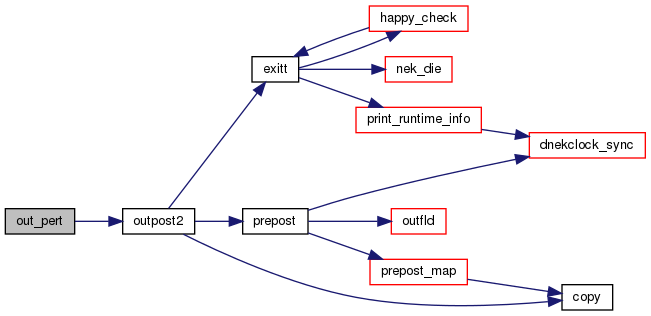 happy_check
exitt
nek_die
print_runtime_info
dnekclock_sync
out_pert
outpost2
prepost
outfld
prepost_map
copy